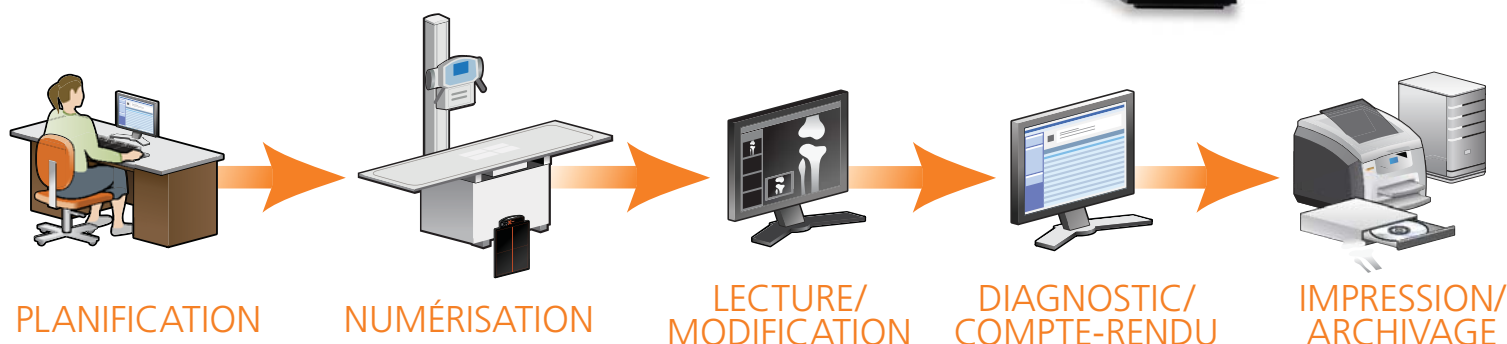 PLANIFICATION
NUMÉRISATION
LECTURE/
MODIFICATION
DIAGNOSTIC/
COMPTE-RENDU
IMPRESSION/
ARCHIVAGE